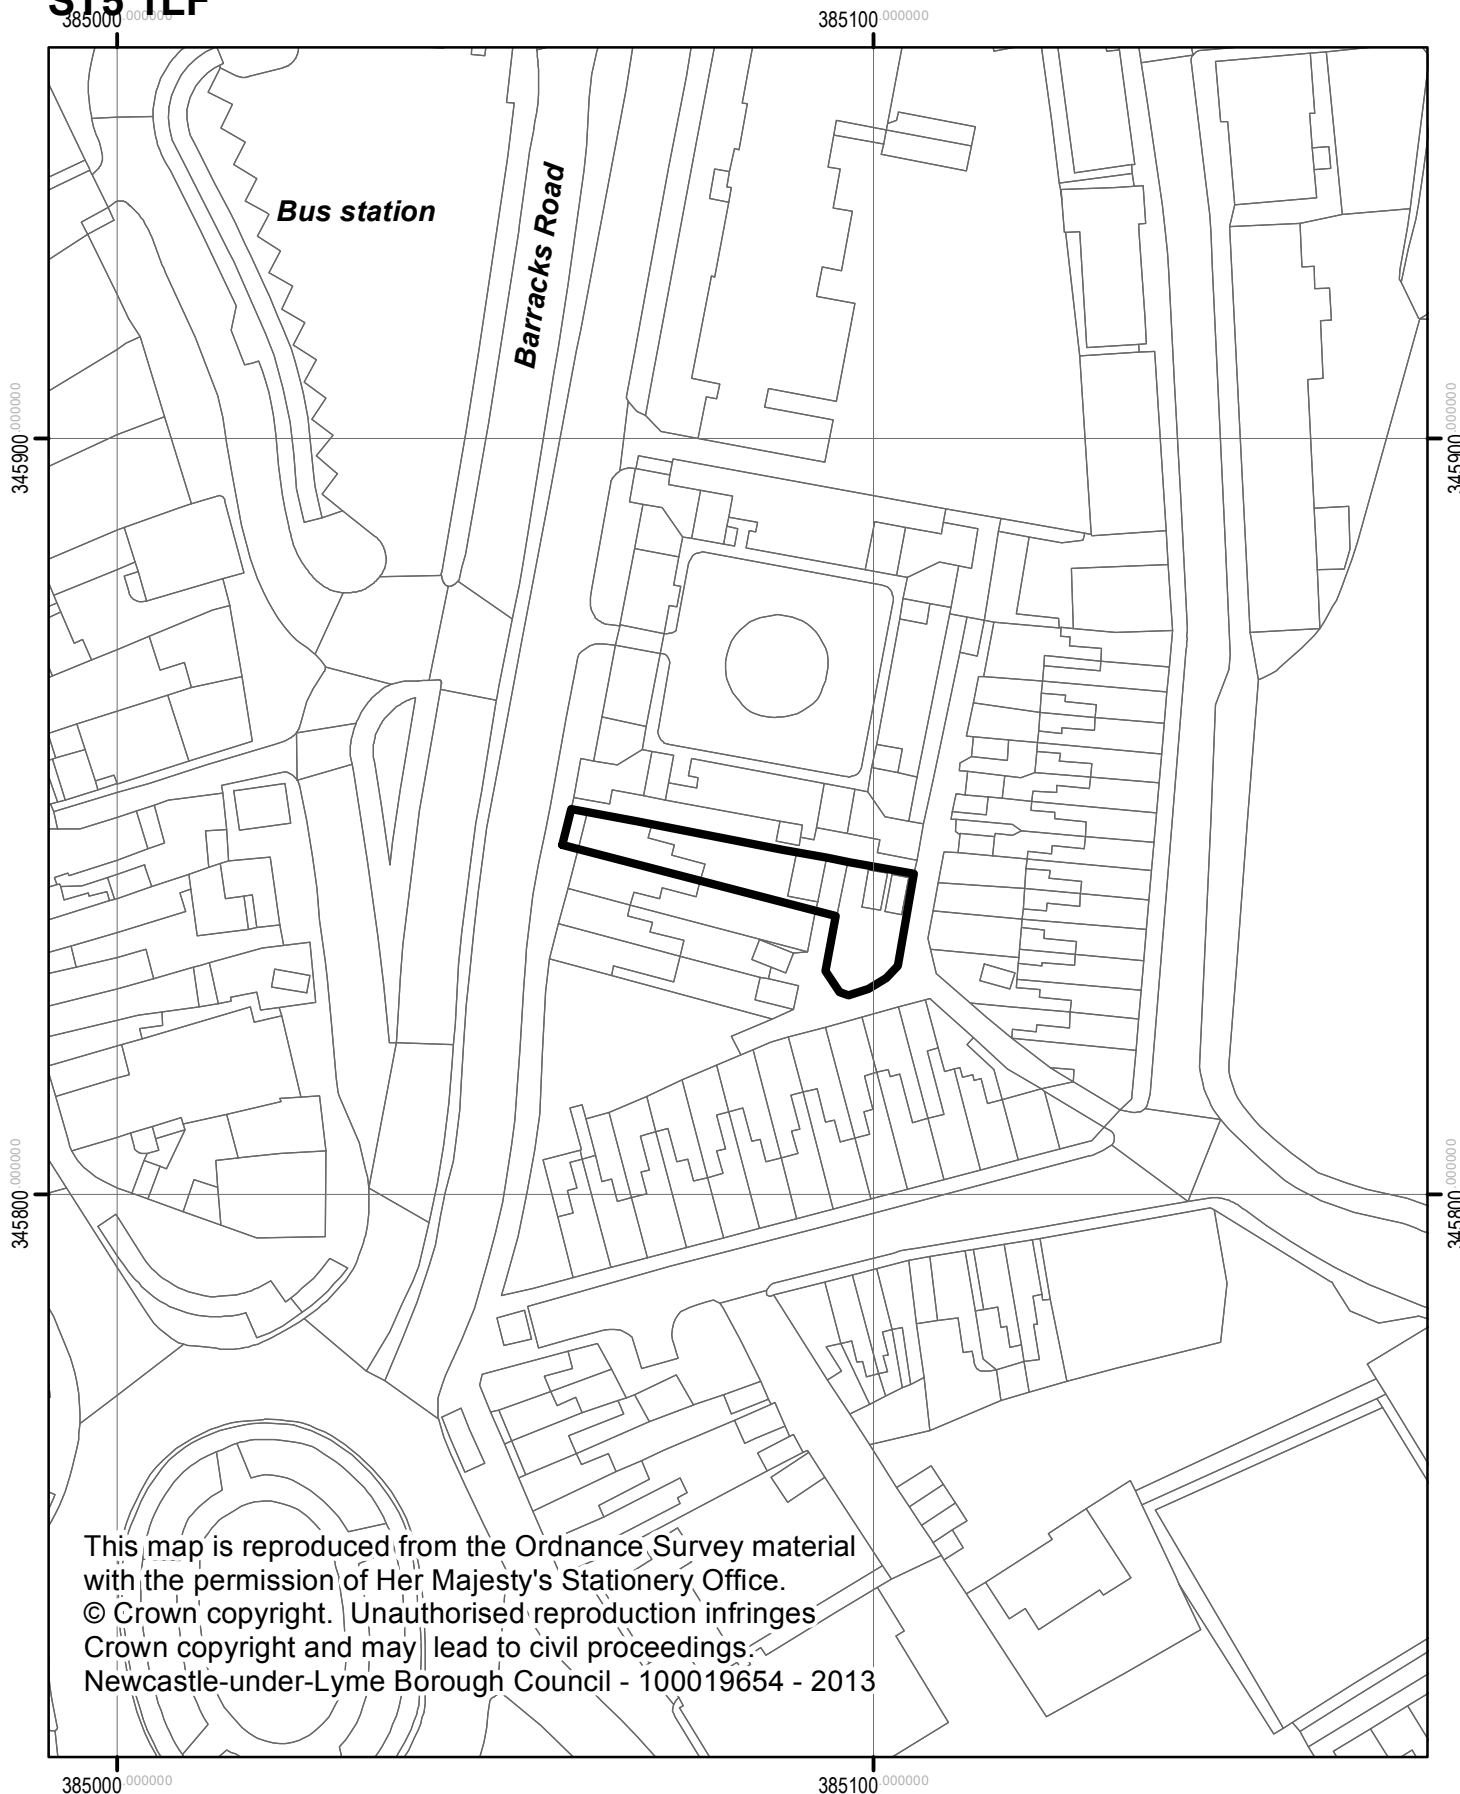 ST5 1LF
385000.000000
385100.000000
Bus station
Barracks Road
345900.000000
345900.000000
345800.000000
345800.000000
This map is reproduced from the Ordnance Survey material
with the permission of Her Majesty's Stationery Office.
© Crown copyright. Unauthorised reproduction infringes
Crown copyright and may lead to civil proceedings.
Newcastle-under-Lyme Borough Council - 100019654 - 2013
385000.000000
385100.000000